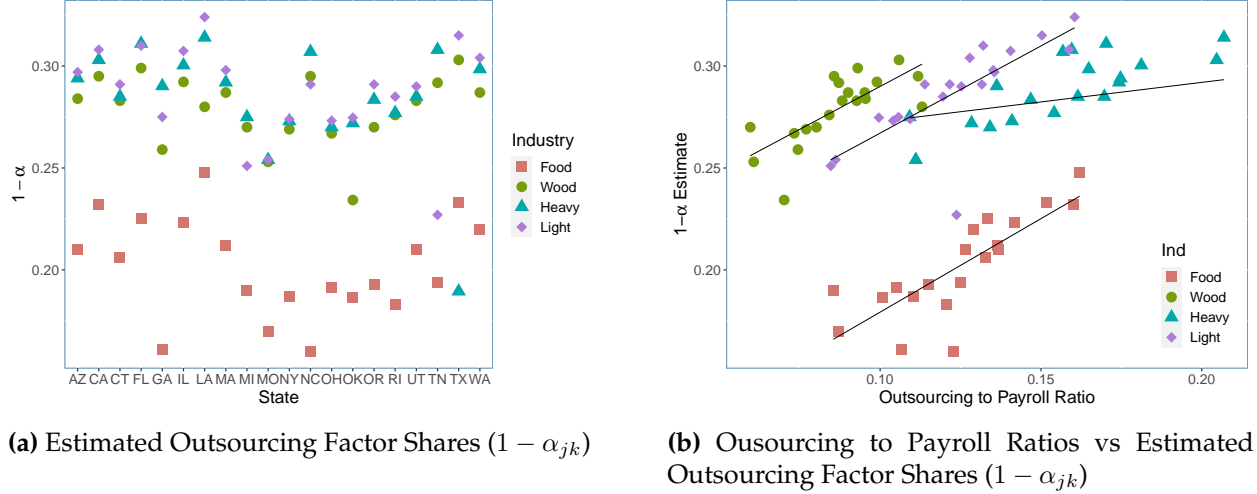 0.30
0.25
0.20
1 − α
AZ CA CT FL GA IL LA MA MI MO NY NC OH OK OR RI UT TN TX WA
State
Industry
Food
Wood
Heavy
Light
(a) Estimated Outsourcing Factor Shares (1 − αjk)
0.30
0.25
0.20
1−α Estimate
0.10 0.15 0.20
Outsourcing to Payroll Ratio
Ind
Food
Wood
Heavy
Light
(b) Ousourcing to Payroll Ratios vs Estimated
Outsourcing Factor Shares (1 − αjk)